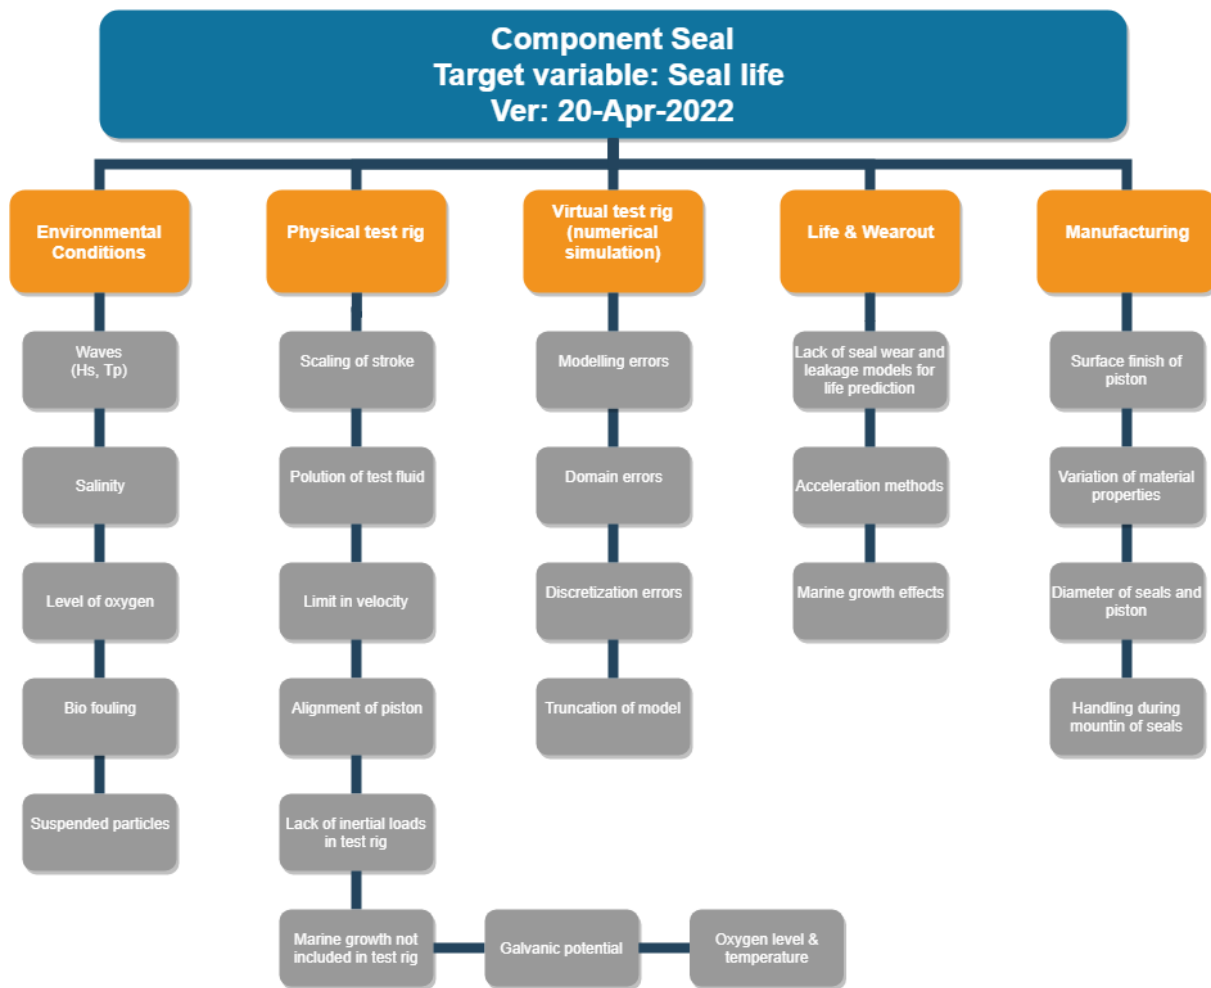 Component Seal
Target variable: Seal life
Ver: 20-Apr-2022
Environmental
Conditions
Physical test rig
Virtual test rig
(numerical
simulation)
Life & Wearout
Manufacturing
Waves
(Hs, Tp)
Salinity
Level of oxygen
Bio fouling
Suspended particles
Scaling of stroke
Polution of test fluid
Limit in velocity
Alignment of piston
Lack of inertial loads
in test rig
Marine growth not
included in test rig
Galvanic potential
Oxygen level &
temperature
Modelling errors
Domain errors
Discretization errors
Truncation of model
Lack of seal wear and
leakage models for
life prediction
Acceleration methods
Marine growth effects
Surface finish of
piston
Variation of material
properties
Diameter of seals and
piston
Handling during
mountin of seals